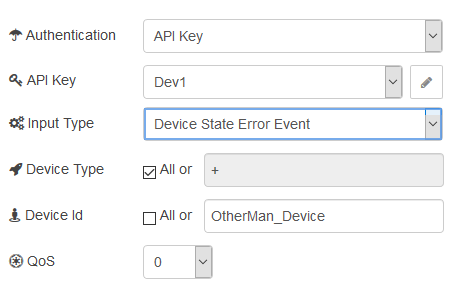 Authentication API Key
API Key Dev1
Input Type Device State Error Event
Device Type All or +
Device Id All or OtherMan_Device
QoS 0